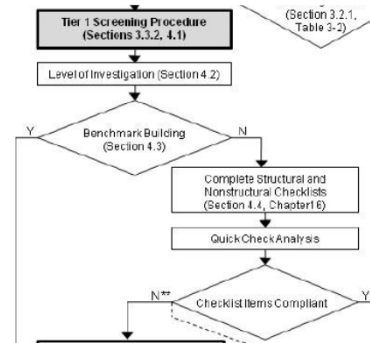 (Section 3.2.1,
Table 3-2)
Tier 1 Screening Procedure
(Sections 3.3.2, 4.1)
Level of Investigation (Section 4.2)
Y
Benchmark Building
(Section 4.3)
N
Complete Structural and
Nonstructural Checklists
(Section 4.4, Chapter16)
Quick Check Analysis
N**
Checklist Items Compliant
Y